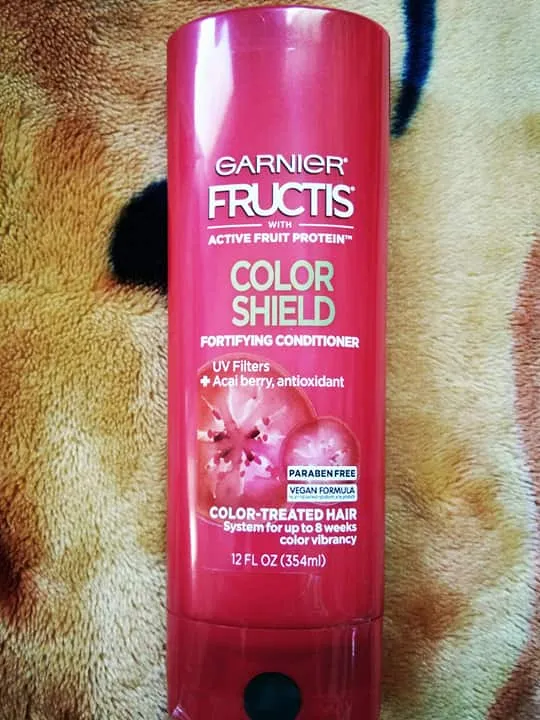 GARNIER®
FRUCTIS®
WITH
ACTIVE FRUIT PROTEIN™
COLOR
SHIELD
FORTIFYING CONDITIONER
UV Filters
+ Acai berry, antioxidant
PARABEN FREE
VEGAN FORMULA
COLOR-TREATED HAIR
System for up to 8 weeks
color vibrancy
12 FL OZ (354ml)